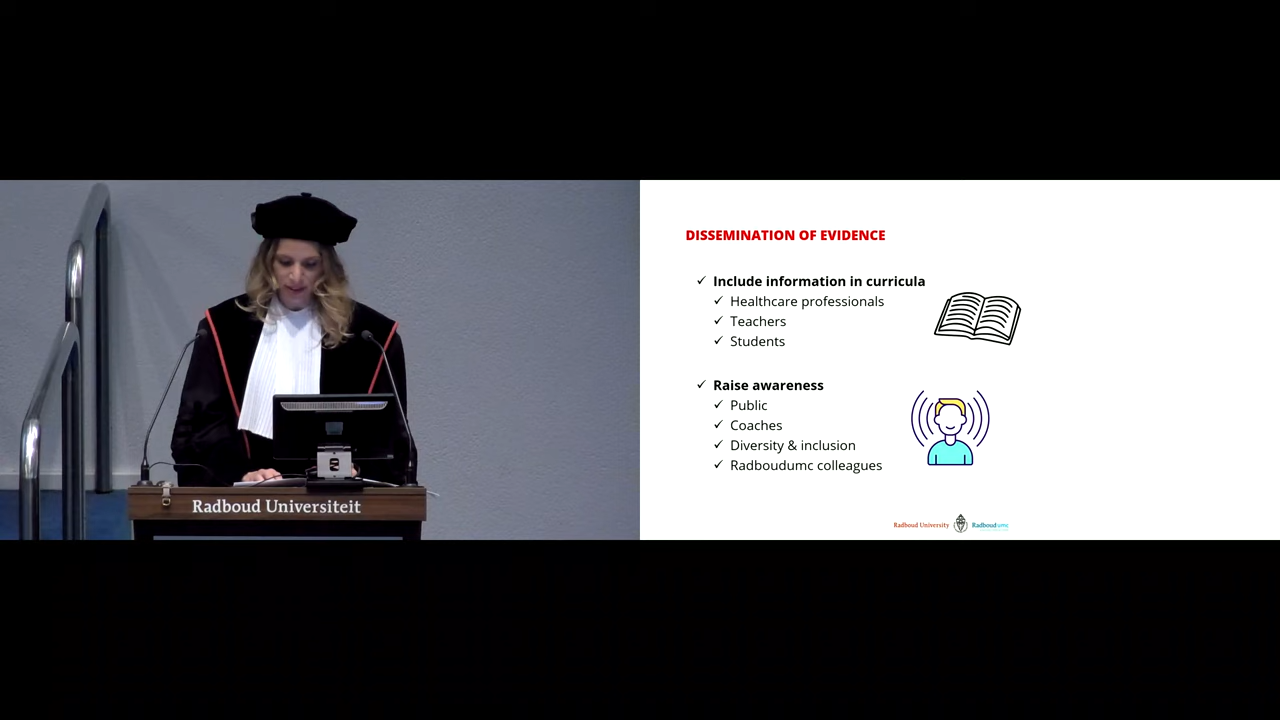 Radboud Universiteit
DISSEMINATION OF EVIDENCE
✓ Include information in curricula
✓ Healthcare professionals
✓ Teachers
✓ Students
✓ Raise awareness
✓ Public
✓ Coaches
✓ Diversity & inclusion
✓ Radboudumc colleagues
Radboud University Radboudumc